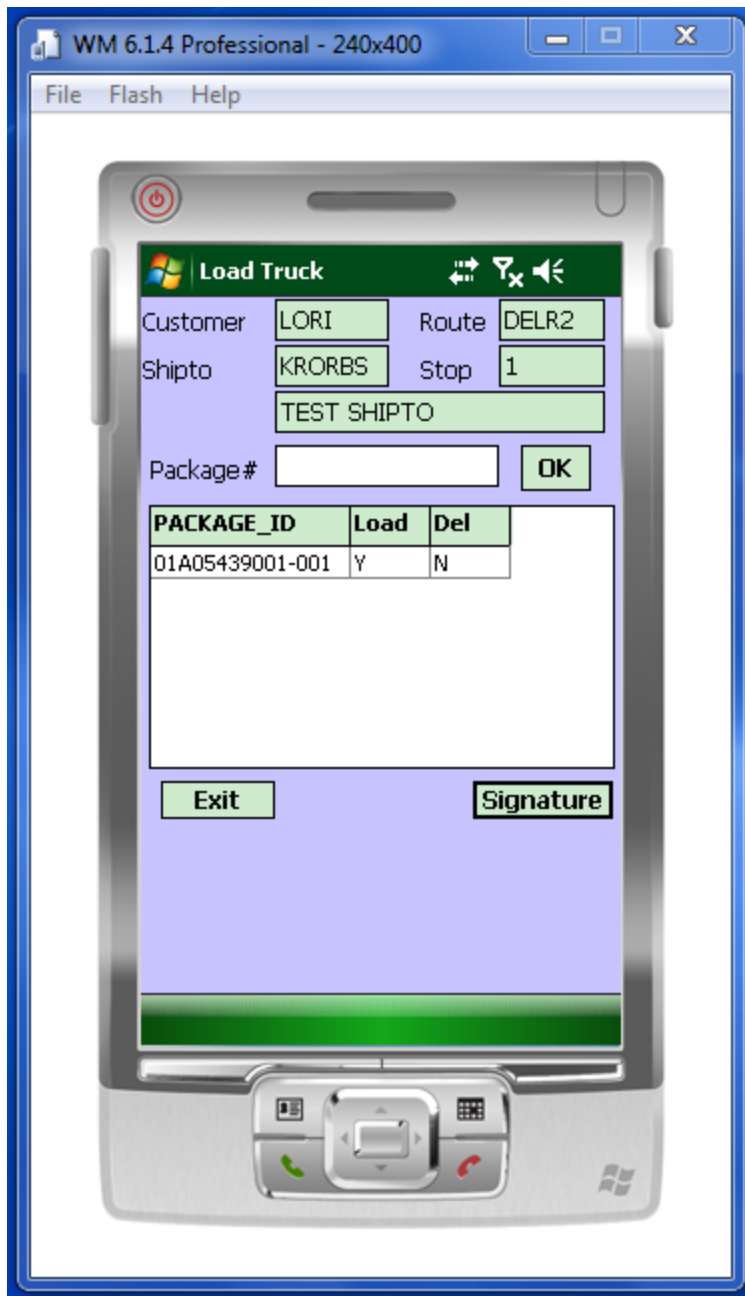 WM 6.1.4 Professional - 240x400
File Flash Help
Load Truck
Customer LORI Route DELR2
Shipto KRORBS Stop 1
TEST SHIPTO
Package# OK
PACKAGE_ID Load Del
01A05439001-001 Y N
Exit Signature